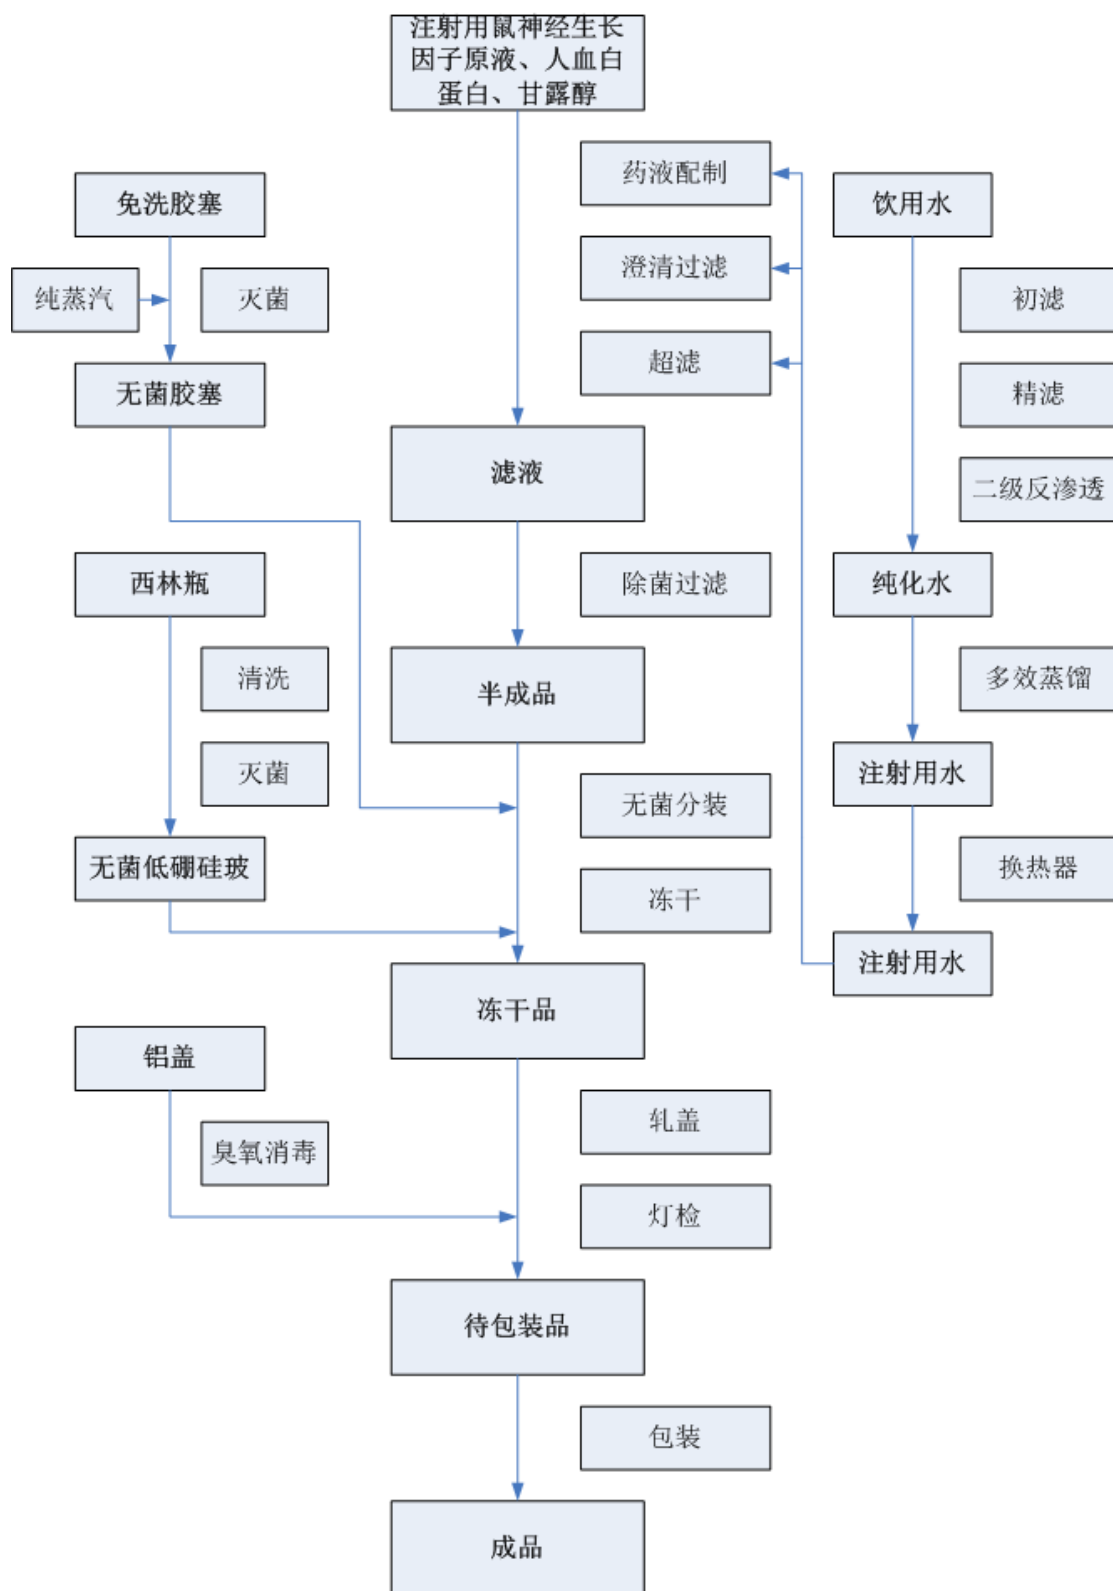 注射用鼠神经生长
因子原液、人血白
蛋白、甘露醇
药液配制
免洗胶塞
饮用水
澄清过滤
纯蒸汽
灭菌
初滤
超滤
无菌胶塞
精滤
滤液
二级反渗透
西林瓶
除菌过滤
纯化水
清洗
半成品
多效蒸馏
灭菌
注射用水
无菌分装
无菌低硼硅玻
换热器
冻干
注射用水
冻干品
铝盖
轧盖
臭氧消毒
灯检
待包装品
包装
成品